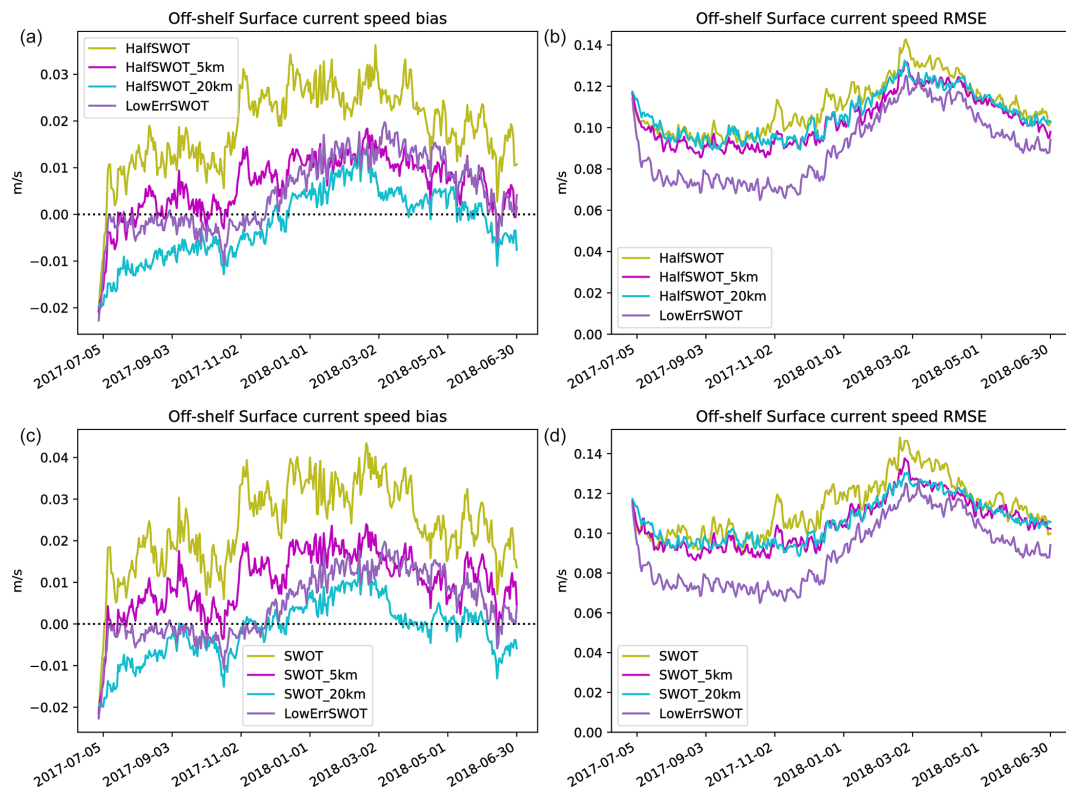 Off-shelf Surface current speed bias
(a)
0.03
0.02
0.01
0.00
−0.01
−0.02
m/s
HalfSWOT
HalfSWOT_5km
HalfSWOT_20km
LowErrSWOT
2017-07-05
2017-09-03
2017-11-02
2018-01-01
2018-03-02
2018-05-01
2018-06-30
Off-shelf Surface current speed RMSE
(b)
0.14
0.12
0.10
0.08
0.06
0.04
0.02
0.00
m/s
HalfSWOT
HalfSWOT_5km
HalfSWOT_20km
LowErrSWOT
2017-07-05
2017-09-03
2017-11-02
2018-01-01
2018-03-02
2018-05-01
2018-06-30
Off-shelf Surface current speed bias
(c)
0.04
0.03
0.02
0.01
0.00
−0.01
−0.02
m/s
SWOT
SWOT_5km
SWOT_20km
LowErrSWOT
2017-07-05
2017-09-03
2017-11-02
2018-01-01
2018-03-02
2018-05-01
2018-06-30
Off-shelf Surface current speed RMSE
(d)
0.14
0.12
0.10
0.08
0.06
0.04
0.02
0.00
m/s
SWOT
SWOT_5km
SWOT_20km
LowErrSWOT
2017-07-05
2017-09-03
2017-11-02
2018-01-01
2018-03-02
2018-05-01
2018-06-30